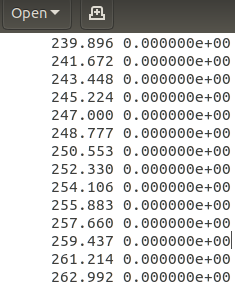 Open
239.896 0.000000e+00
241.672 0.000000e+00
243.448 0.000000e+00
245.224 0.000000e+00
247.000 0.000000e+00
248.777 0.000000e+00
250.553 0.000000e+00
252.330 0.000000e+00
254.106 0.000000e+00
255.883 0.000000e+00
257.660 0.000000e+00
259.437 0.000000e+00
261.214 0.000000e+00
262.992 0.000000e+00